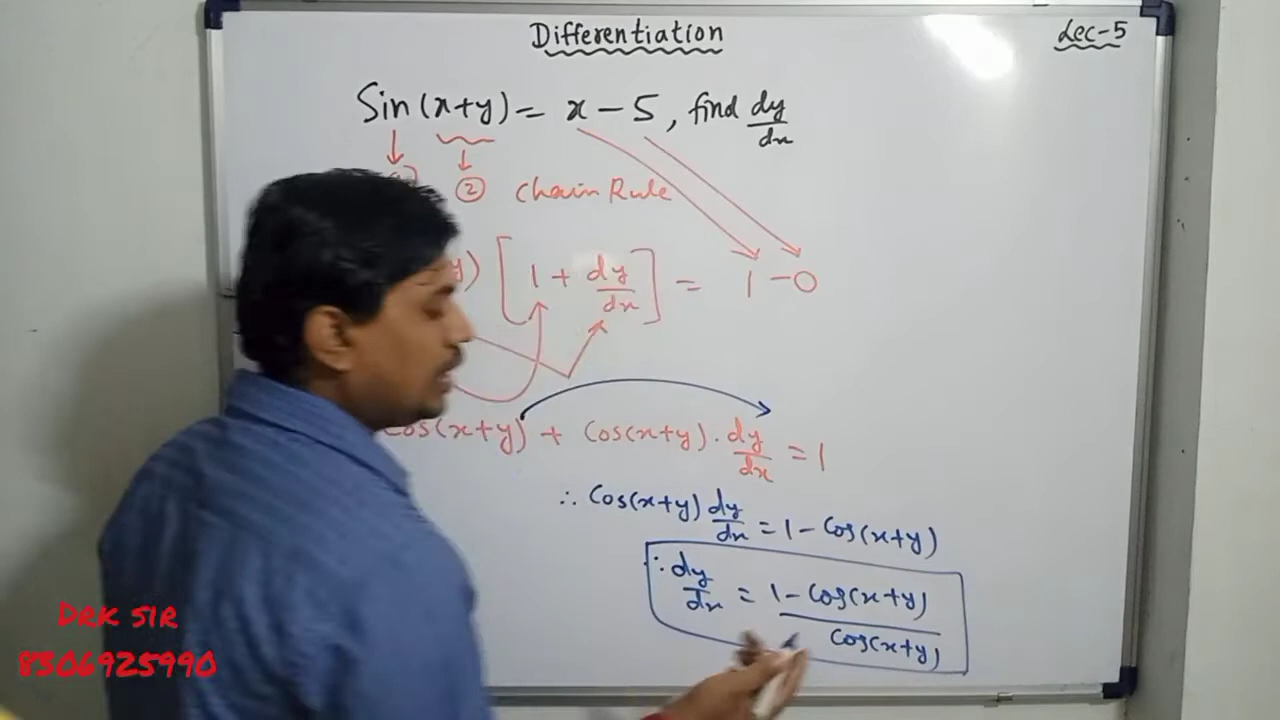 Differentiation
Lec-5
Sin (x+y) = x - 5, find dy/dx
② Chain Rule
y) [1 + dy/dx] = 1 - 0
Cos(x+y) + Cos(x+y) . dy/dx = 1
∴ Cos(x+y) dy/dx = 1 - Cos(x+y)
∴ dy/dx = 1 - Cos(x+y) / Cos(x+y)
DRK SIR
8306925990